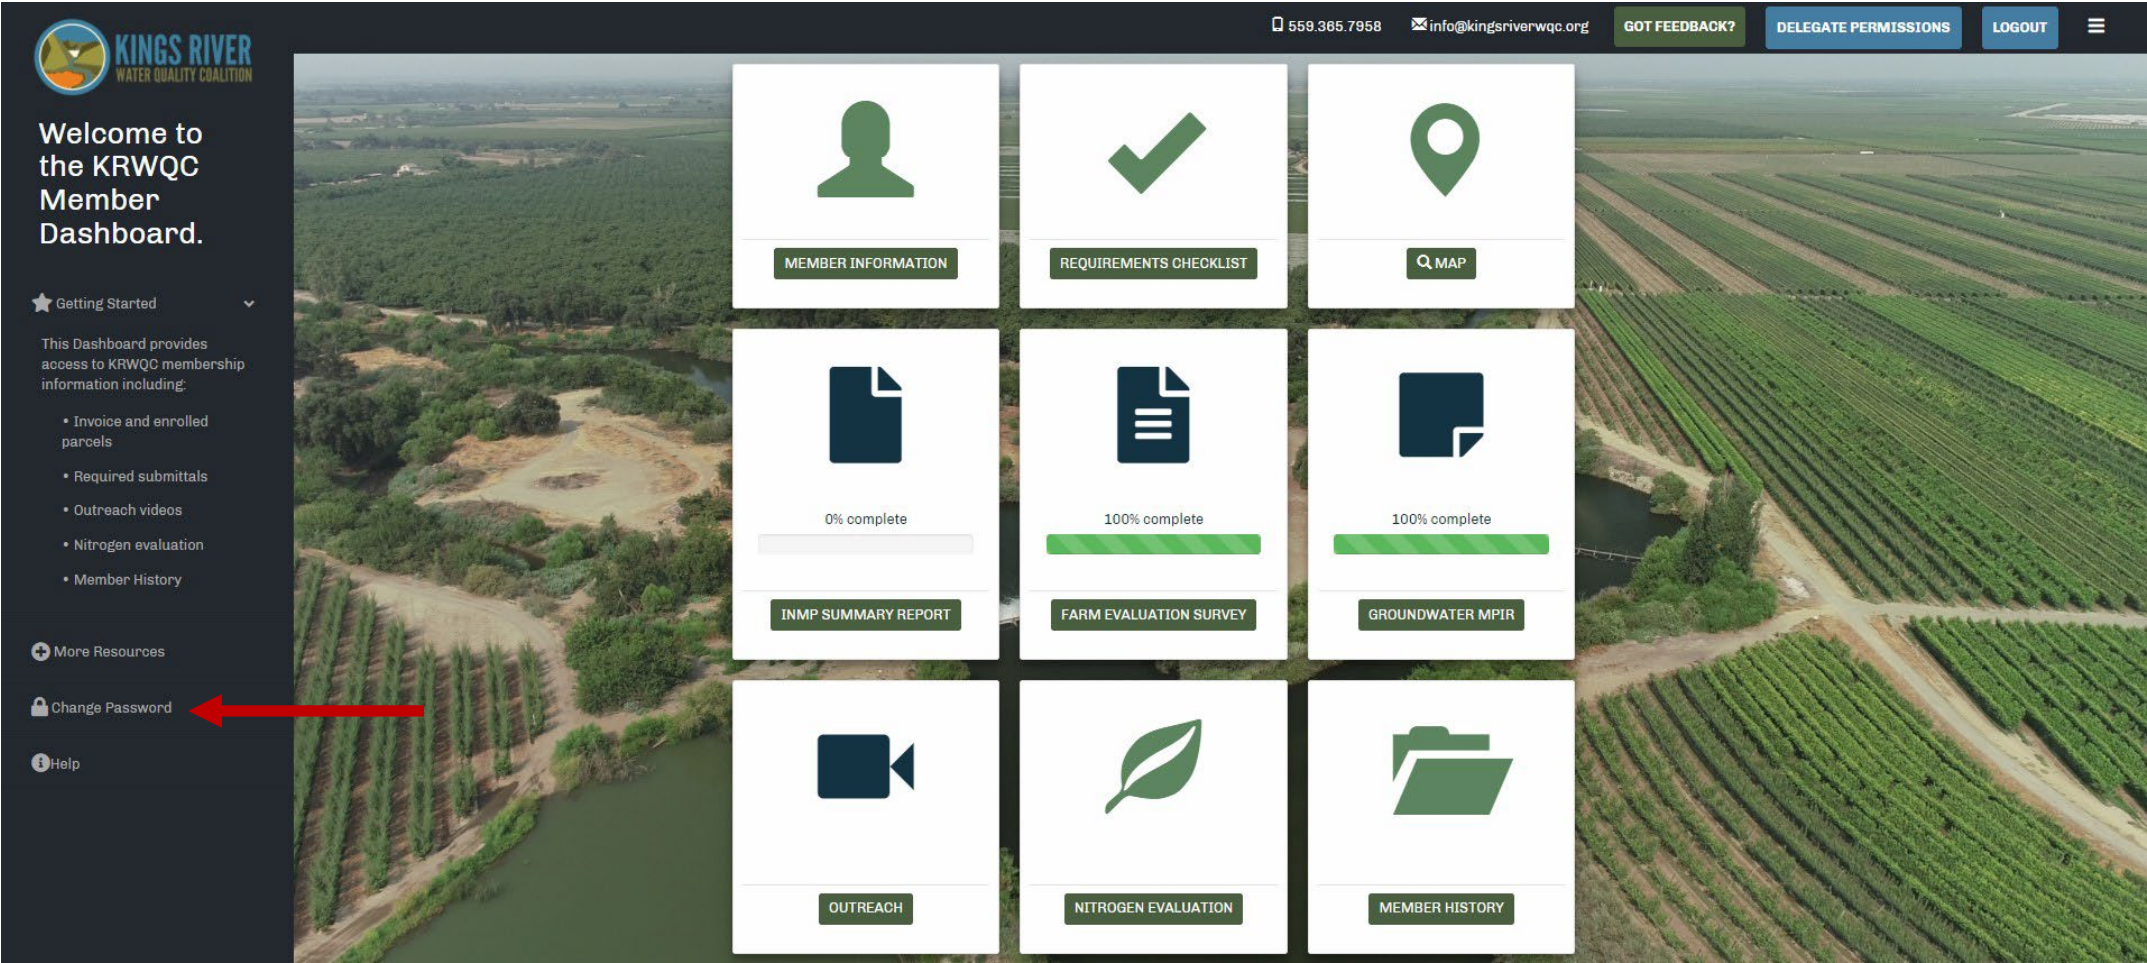 KINGS RIVER
WATER QUALITY COALITION
559.365.7958
info@kingsriverwqc.org
GOT FEEDBACK?
DELEGATE PERMISSIONS
LOGOUT
Welcome to
the KRWQC
Member
Dashboard.
Getting Started
This Dashboard provides
access to KRWQC membership
information including:
• Invoice and enrolled
parcels
• Required submittals
• Outreach videos
• Nitrogen evaluation
• Member History
More Resources
Change Password
Help
MEMBER INFORMATION
REQUIREMENTS CHECKLIST
MAP
0% complete
INMP SUMMARY REPORT
100% complete
FARM EVALUATION SURVEY
100% complete
GROUNDWATER MPIR
OUTREACH
NITROGEN EVALUATION
MEMBER HISTORY